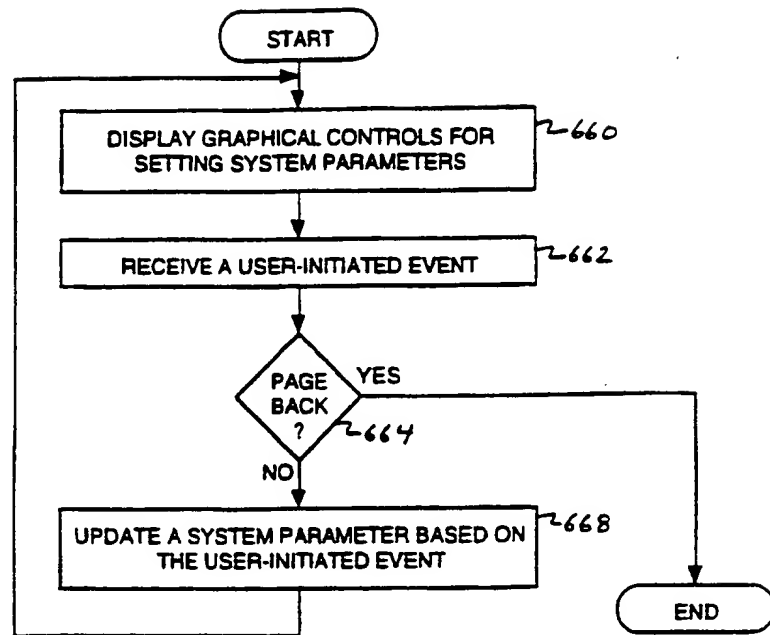 START
DISPLAY GRAPHICAL CONTROLS FOR
SETTING SYSTEM PARAMETERS
660
RECEIVE A USER-INITIATED EVENT
662
PAGE
BACK
?
YES
664
NO
UPDATE A SYSTEM PARAMETER BASED ON
THE USER-INITIATED EVENT
668
END